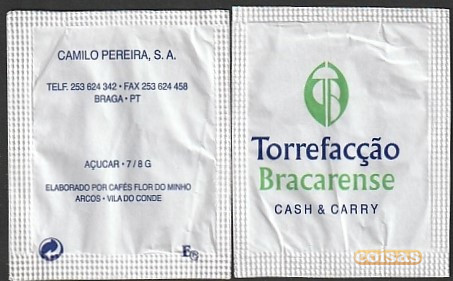 CAMILO PEREIRA, S. A.
TELF. 253 624 342 • FAX 253 624 458
BRAGA • PT
AÇUCAR • 7 / 8 G
ELABORADO POR CAFÉS FLOR DO MINHO
ARCOS • VILA DO CONDE
Torrefacção
Bracarense
CASH & CARRY
coisas